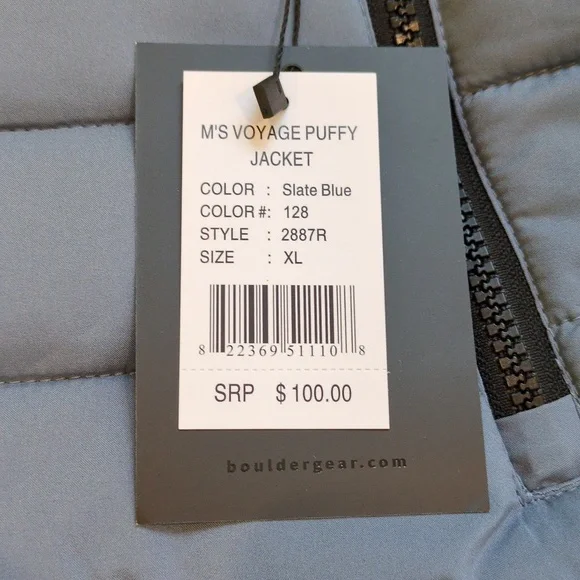 M'S VOYAGE PUFFY
JACKET
COLOR : Slate Blue
COLOR #: 128
STYLE : 2887R
SIZE : XL
8 22369 51110 8
SRP $ 100.00
bouldergear.com